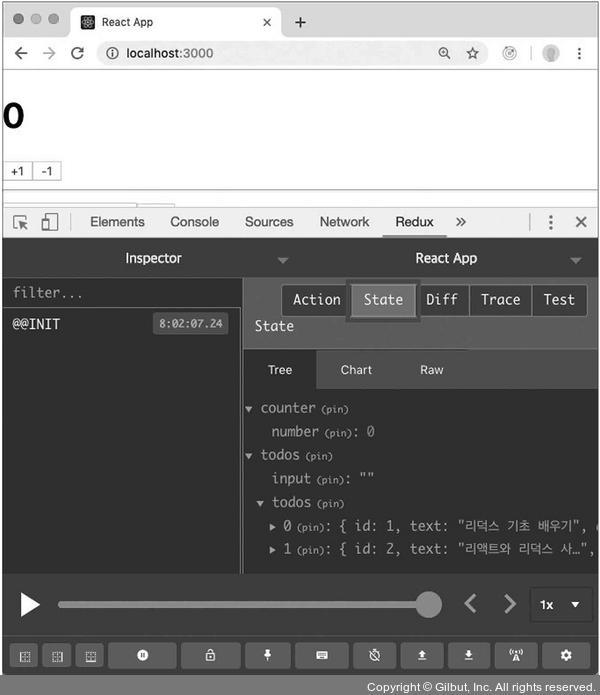 React App
localhost:3000
0
+1 -1
Elements Console Sources Network Redux
Inspector React App
filter...
Action State Diff Trace Test
@@INIT 8:02:07.24
State
Tree Chart Raw
counter (pin)
number (pin): 0
todos (pin)
input (pin): ""
todos (pin)
0 (pin): { id: 1, text: "리덕스 기초 배우기",
1 (pin): { id: 2, text: "리액트와 리덕스 사…",
1x
Copyright © Gilbut, Inc. All rights reserved.